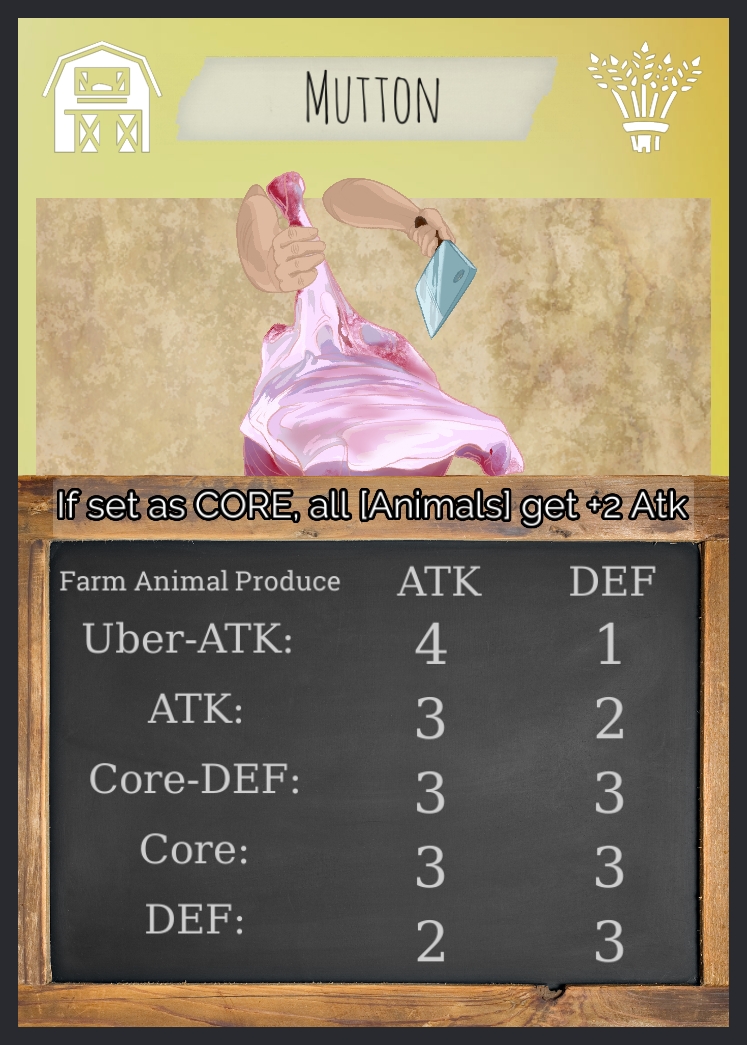 Mutton
If set as CORE, all [Animals] get +2 Atk
Farm Animal Produce ATK DEF
Uber-ATK: 4 1
ATK: 3 2
Core-DEF: 3 3
Core: 3 3
DEF: 2 3